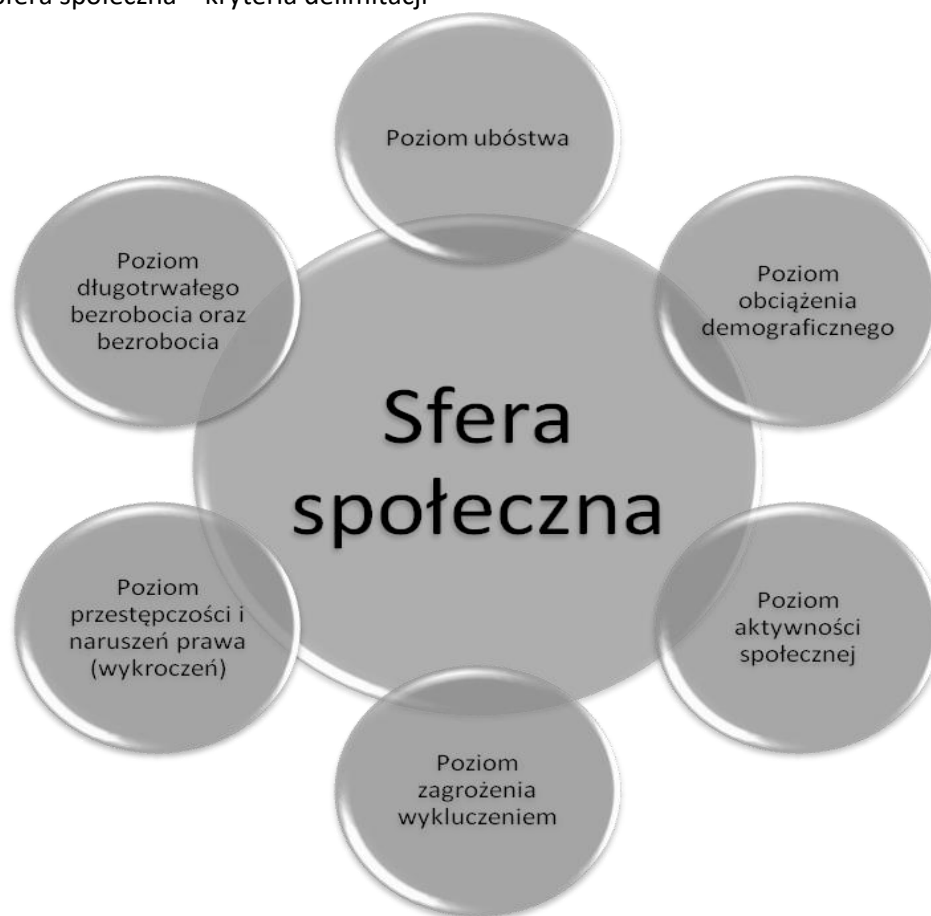 Sfera społeczna – kryteria delimitacji
Poziom ubóstwa
Poziom
obciążenia
demograficznego
Poziom
aktywności
społecznej
Poziom
zagrożenia
wykluczeniem
Poziom
przestępczości i
naruszeń prawa
(wykroczeń)
Poziom
długotrwałego
bezrobocia oraz
bezrobocia
Sfera
społeczna